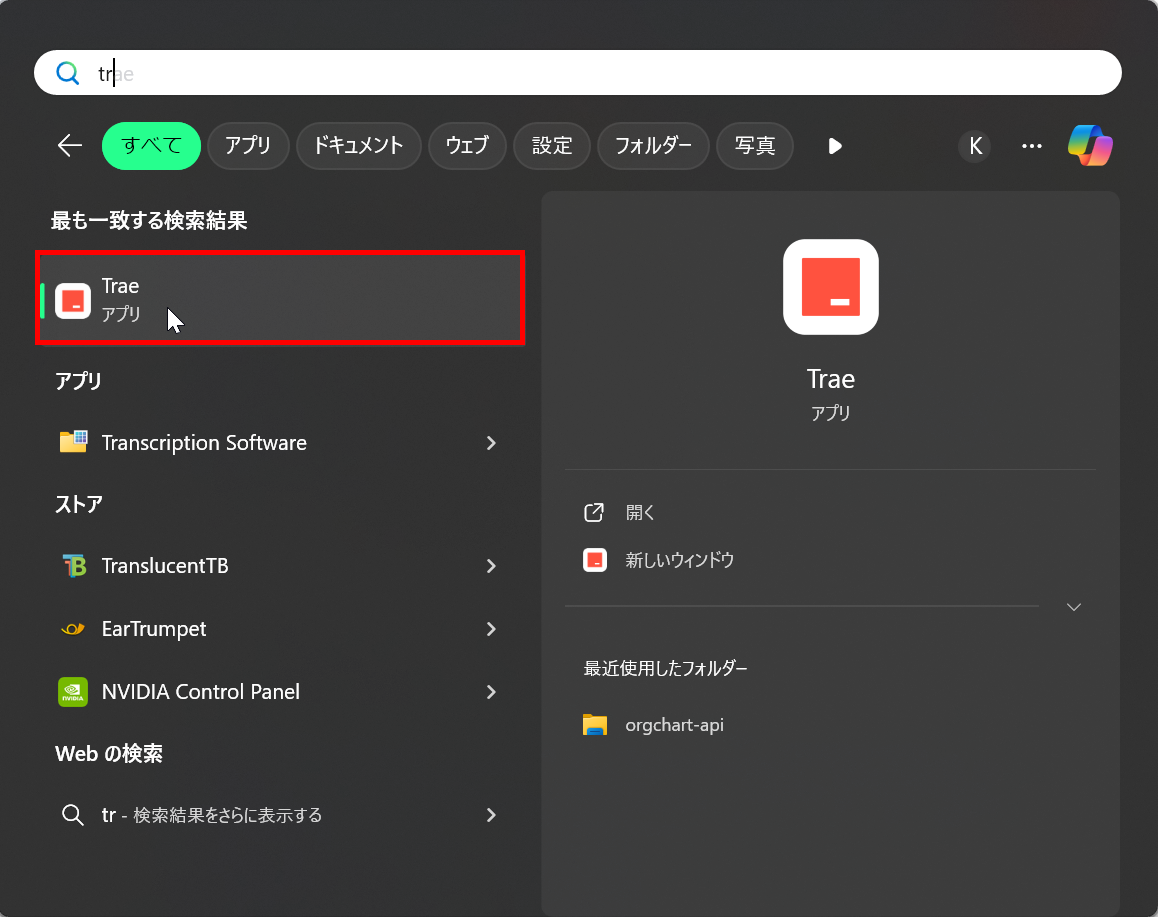 trae
すべて
アプリ
ドキュメント
ウェブ
設定
フォルダー
写真
K
最も一致する検索結果
Trae
アプリ
アプリ
Transcription Software
ストア
TranslucentTB
EarTrumpet
NVIDIA Control Panel
Web の検索
tr - 検索結果をさらに表示する
Trae
アプリ
開く
新しいウィンドウ
最近使用したフォルダー
orgchart-api